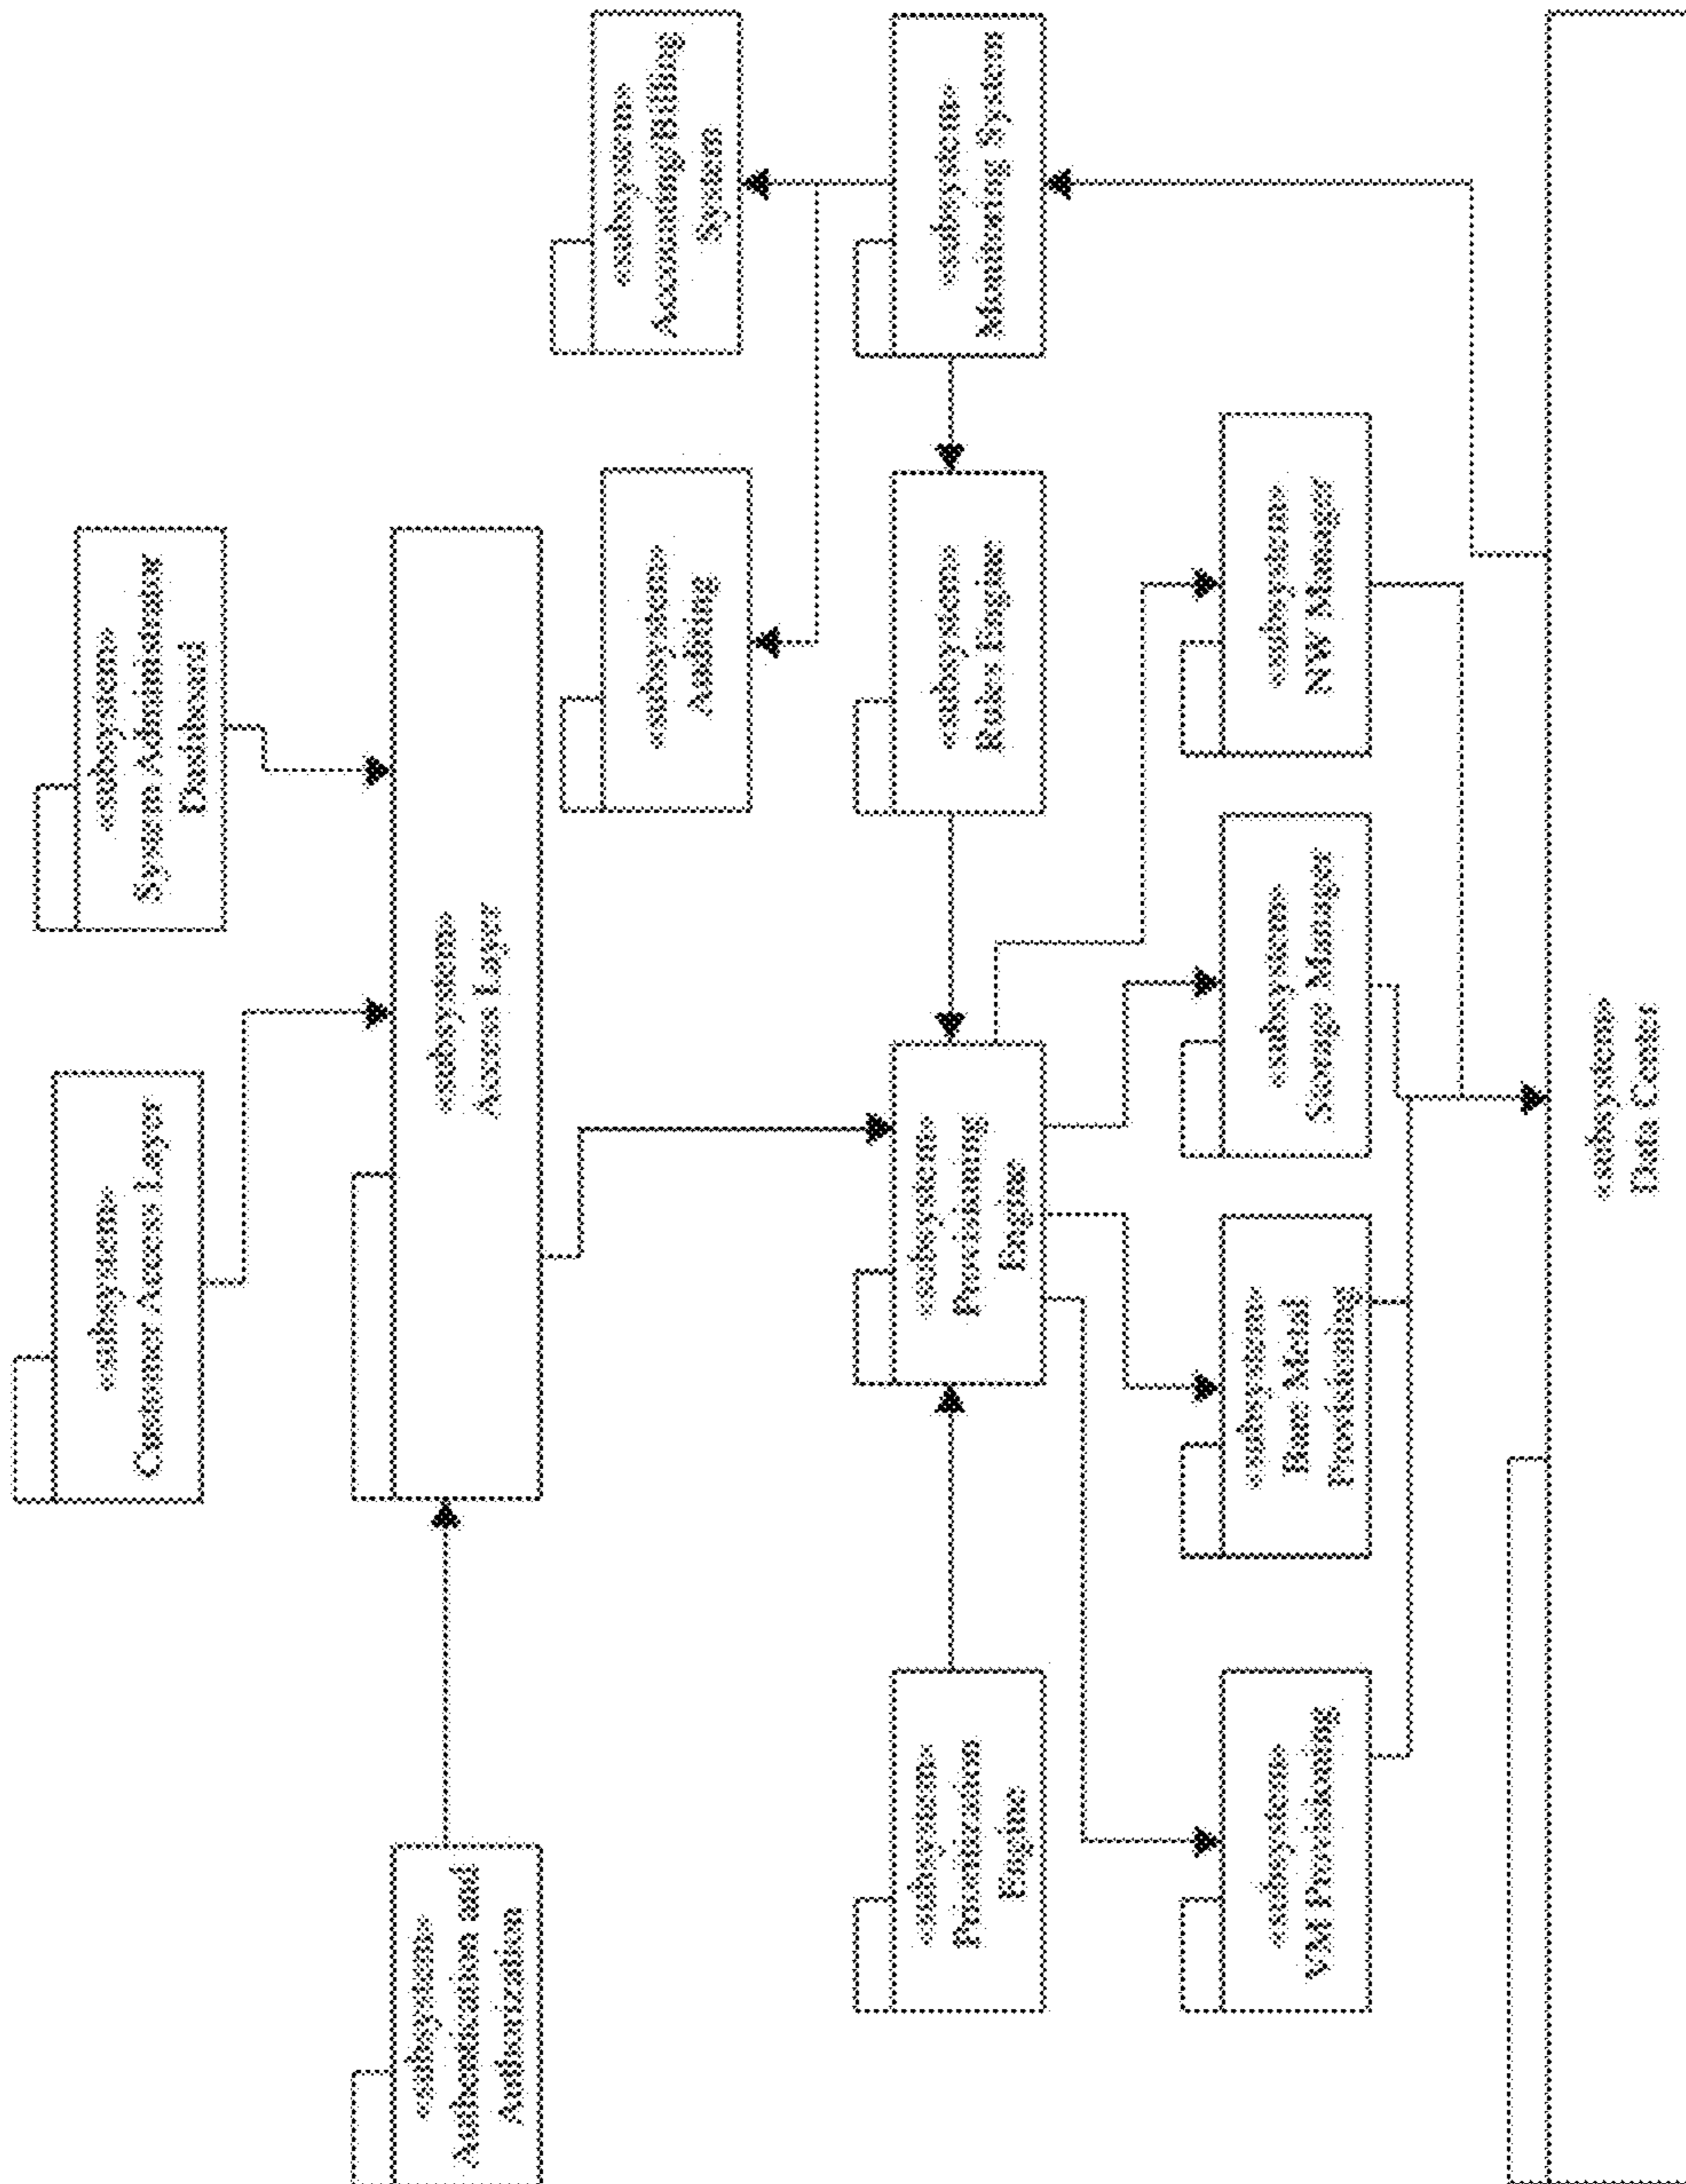 «subsystem»
Customer Access Layer
«subsystem»
System Administrator
Dashboard
«subsystem»
Authentication and
Authorization
«subsystem»
Access Layer
«subsystem»
Auditing
«subsystem»
Accounting/Billing
System
«subsystem»
Prioritization
Engine
«subsystem»
Provisioning
Engine
«subsystem»
Rules Engine
«subsystem»
Monitoring System
«subsystem»
VM Provisioning
«subsystem»
Bare Metal
Provisioning
«subsystem»
Storage Manager
«subsystem»
NW Manager
«subsystem»
Data Center